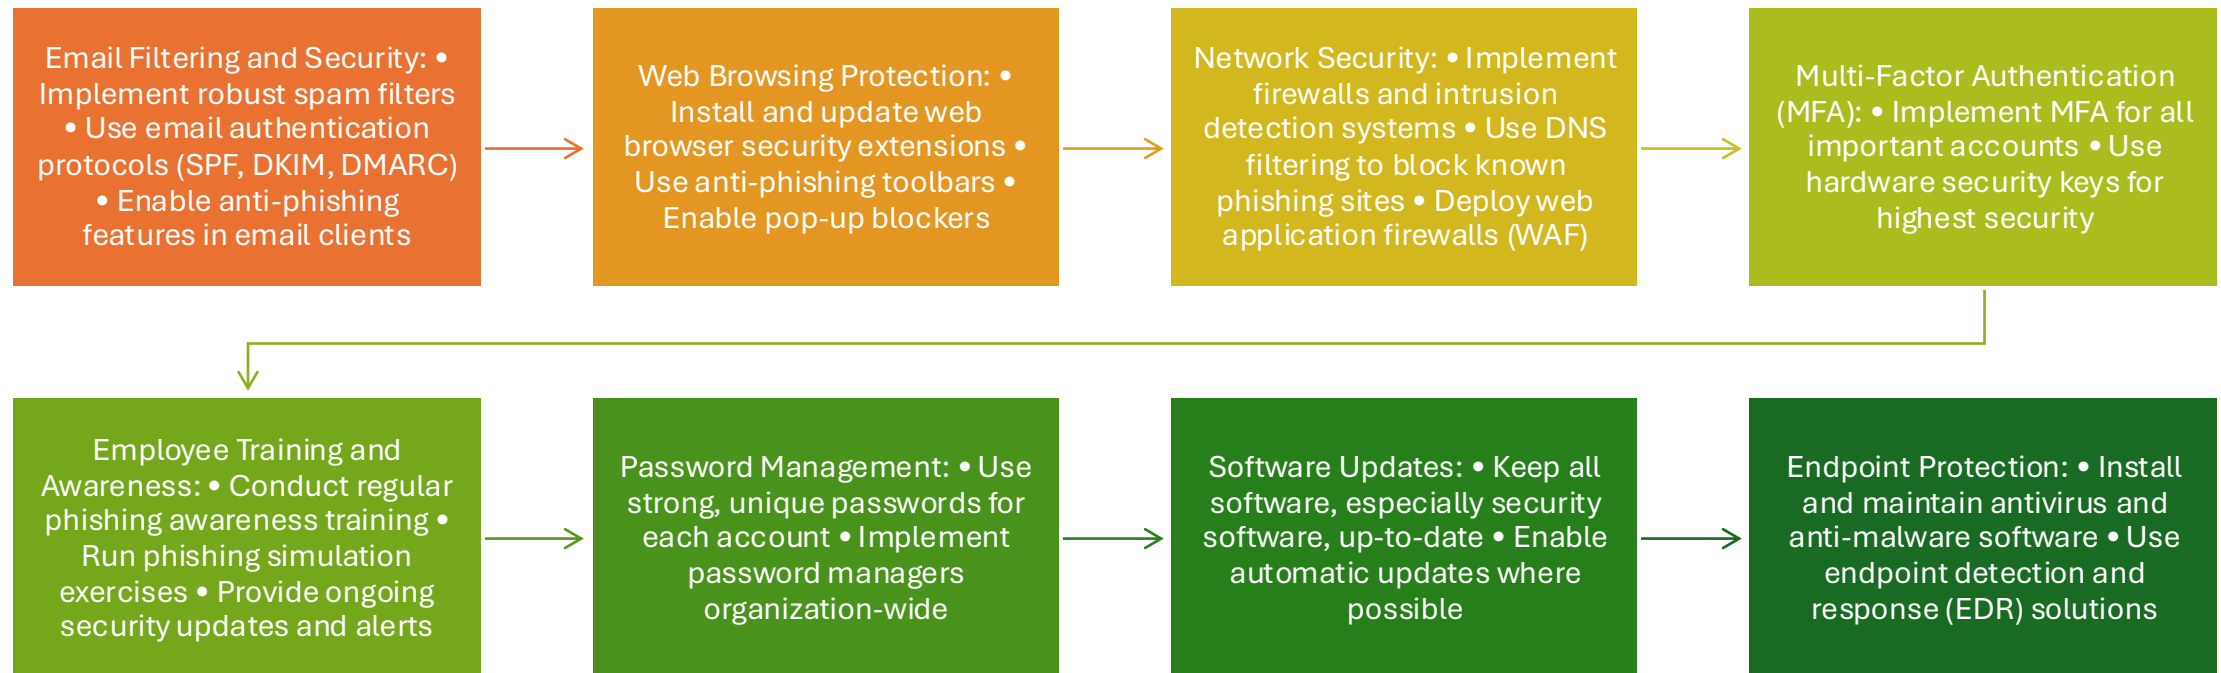 Email Filtering and Security: •
Implement robust spam filters
• Use email authentication
protocols (SPF, DKIM, DMARC)
• Enable anti-phishing
features in email clients
Web Browsing Protection: •
Install and update web
browser security extensions •
Use anti-phishing toolbars •
Enable pop-up blockers
Network Security: • Implement
firewalls and intrusion
detection systems • Use DNS
filtering to block known
phishing sites • Deploy web
application firewalls (WAF)
Multi-Factor Authentication
(MFA): • Implement MFA for all
important accounts • Use
hardware security keys for
highest security
Employee Training and
Awareness: • Conduct regular
phishing awareness training •
Run phishing simulation
exercises • Provide ongoing
security updates and alerts
Password Management: • Use
strong, unique passwords for
each account • Implement
password managers
organization-wide
Software Updates: • Keep all
software, especially security
software, up-to-date • Enable
automatic updates where
possible
Endpoint Protection: • Install
and maintain antivirus and
anti-malware software • Use
endpoint detection and
response (EDR) solutions